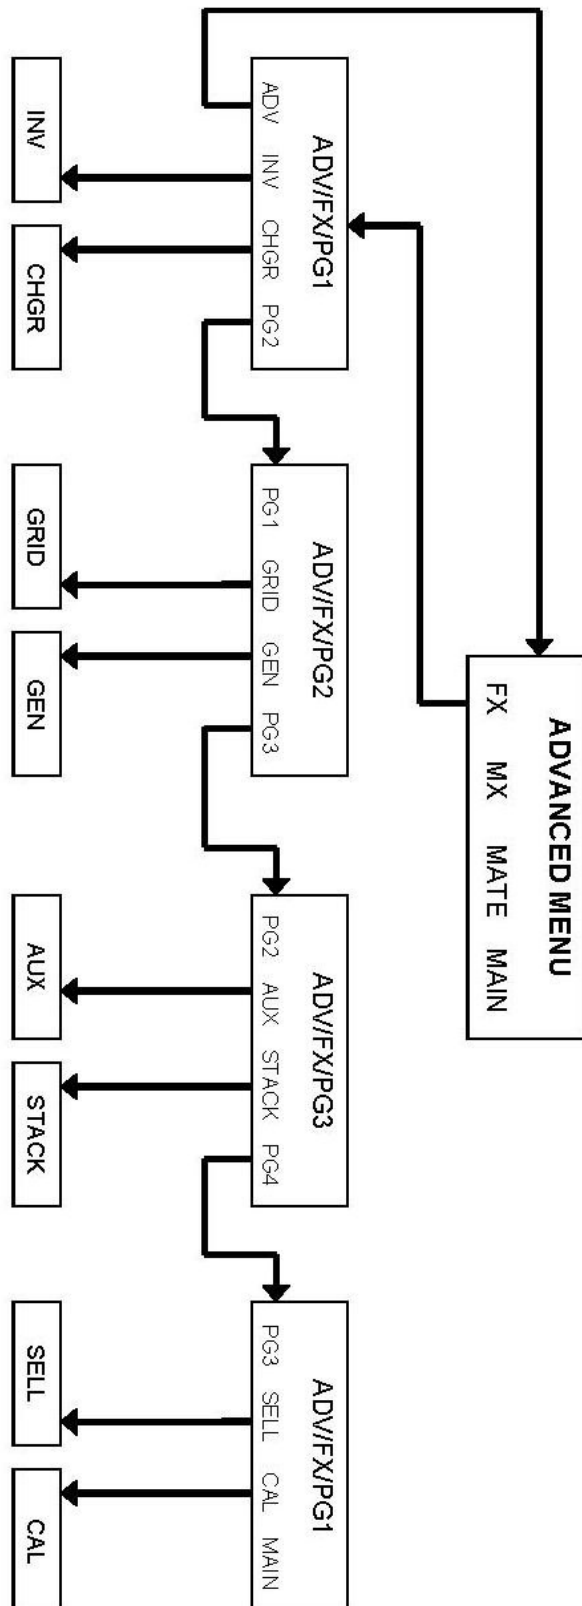 ADVANCED MENU
FX MX MATE MAIN
ADV/FX/PG1
ADV INV CHGR PG2
ADV/FX/PG2
PG1 GRID GEN PG3
ADV/FX/PG3
PG2 AUX STACK PG4
ADV/FX/PG1
PG3 SELL CAL MAIN
INV
CHGR
GRID
GEN
AUX
STACK
SELL
CAL